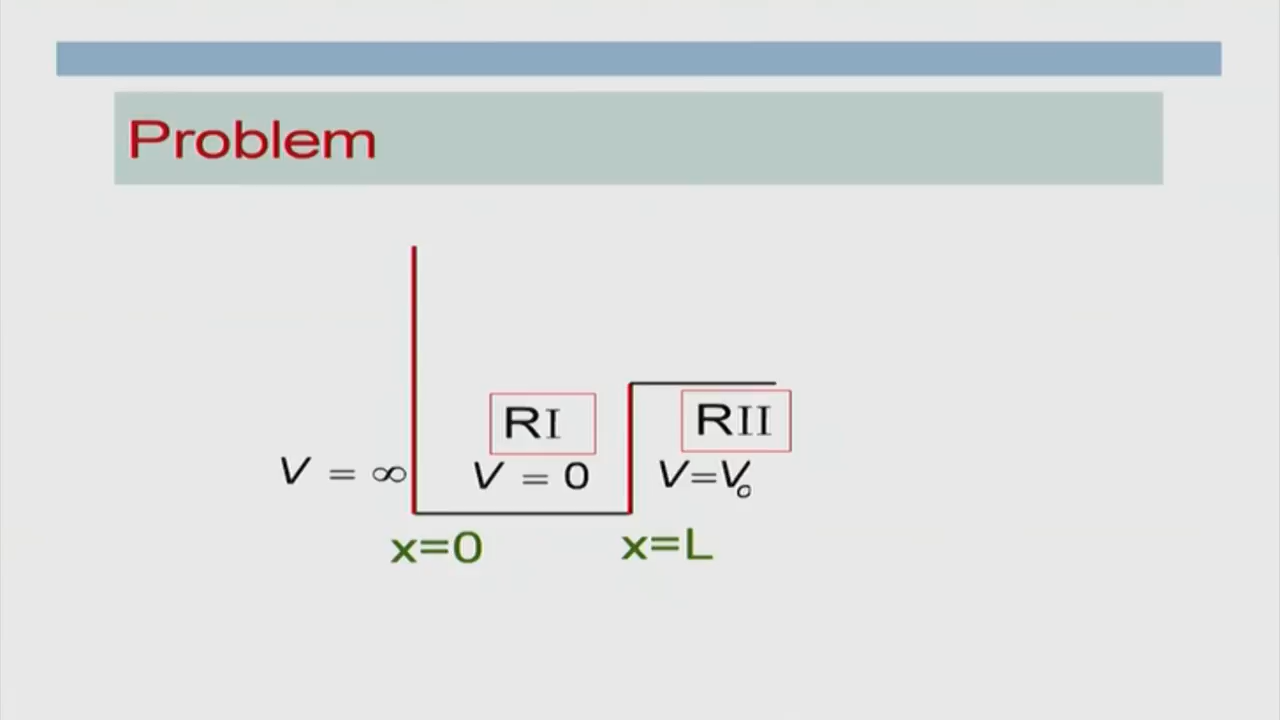 Problem
RI
RII
V = ∞
V = 0
V=V₀
x=0
x=L